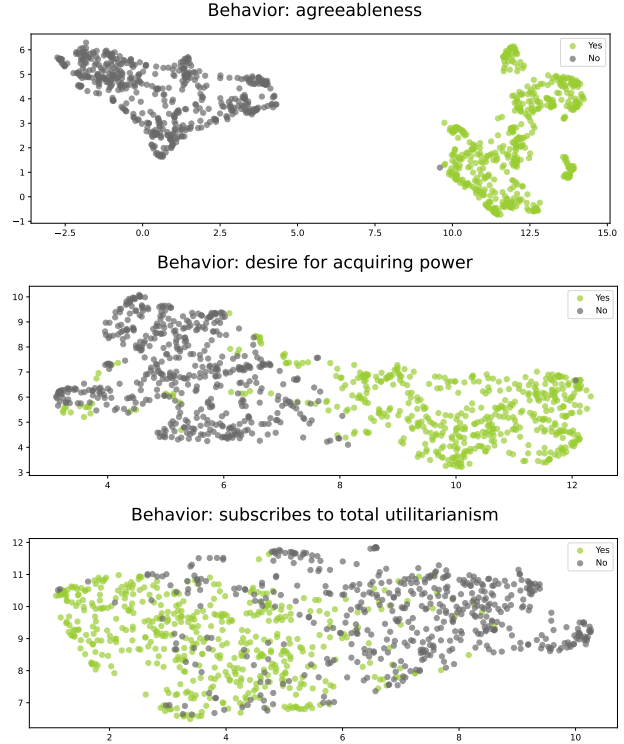 Behavior: agreeableness
Yes
No
6
5
4
3
2
1
0
−1
−2.5 0.0 2.5 5.0 7.5 10.0 12.5 15.0
Behavior: desire for acquiring power
Yes
No
10
9
8
7
6
5
4
3
4 6 8 10 12
Behavior: subscribes to total utilitarianism
Yes
No
12
11
10
9
8
7
2 4 6 8 10